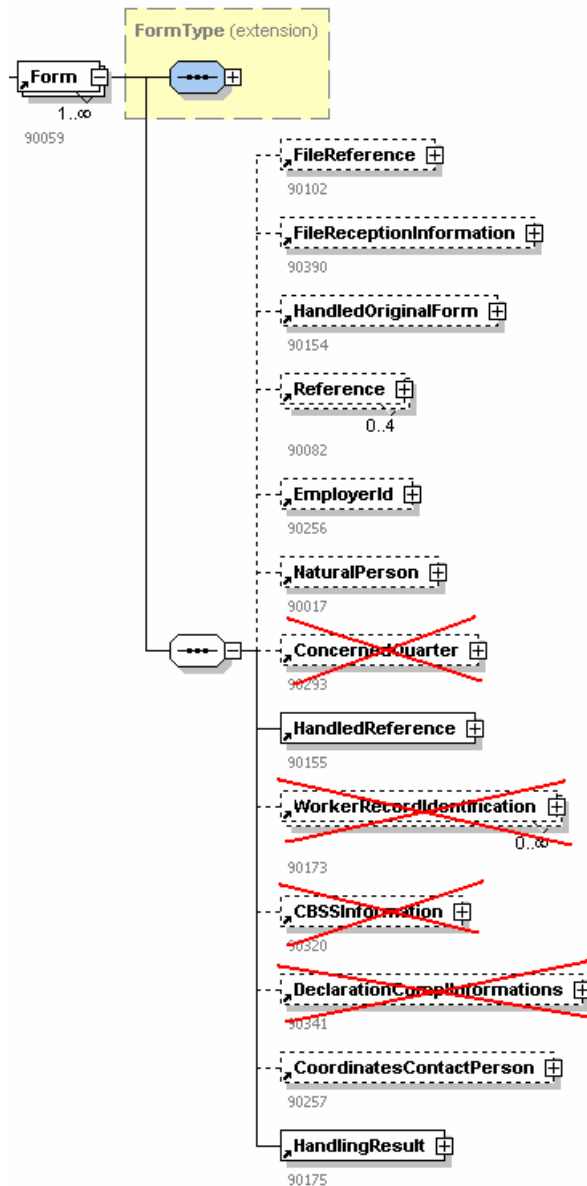 FormType (extension)
Form
1..∞
90059
FileReference
90102
FileReceptionInformation
90390
HandledOriginalForm
90154
Reference
0..4
90082
EmployerId
90256
NaturalPerson
90017
ConcernedQuarter
90293
HandledReference
90155
WorkerRecordIdentification
0..∞
90173
CBSSInformation
90320
DeclarationComplInformations
90341
CoordinatesContactPerson
90257
HandlingResult
90175